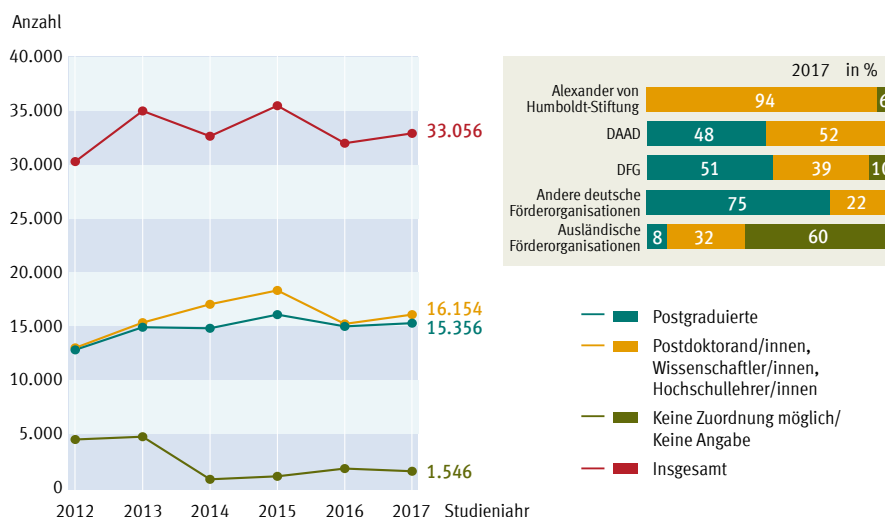 Anzahl
40.000
35.000
30.000
25.000
20.000
15.000
10.000
5.000
0
33.056
16.154
15.356
1.546
2012 2013 2014 2015 2016 2017 Studienjahr
2017 in %
Alexander von
Humboldt-Stiftung
94 6
DAAD
48 52
DFG
51 39 10
Andere deutsche
Förderorganisationen
75 22
Ausländische
Förderorganisationen
8 32 60
Postgraduierte
Postdoktorand/innen,
Wissenschaftler/innen,
Hochschullehrer/innen
Keine Zuordnung möglich/
Keine Angabe
Insgesamt